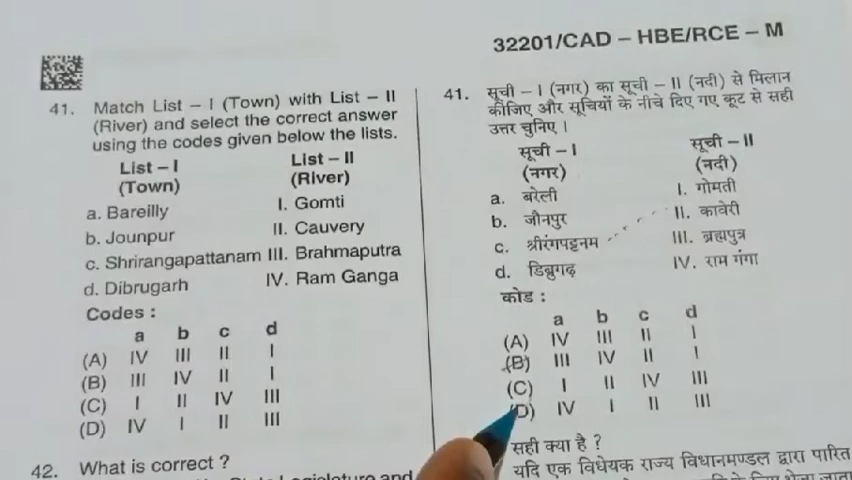 32201/CAD – HBE/RCE – M
41. Match List – I (Town) with List – II
(River) and select the correct answer
using the codes given below the lists.
List – I List – II
(Town) (River)
a. Bareilly I. Gomti
b. Jounpur II. Cauvery
c. Shrirangapattanam III. Brahmaputra
d. Dibrugarh IV. Ram Ganga
Codes :
a b c d
(A) IV III II I
(B) III IV II I
(C) I II IV III
(D) IV I II III
42. What is correct ?
41. सूची – I (नगर) का सूची – II (नदी) से मिलान
कीजिए और सूचियों के नीचे दिए गए कूट से सही
उत्तर चुनिए ।
सूची – I सूची – II
(नगर) (नदी)
a. बरेली I. गोमती
b. जौनपुर II. कावेरी
c. श्रीरंगपट्टनम III. ब्रह्मपुत्र
d. डिब्रुगढ़ IV. राम गंगा
कोड :
a b c d
(A) IV III II I
(B) III IV II I
(C) I II IV III
(D) IV I II III
सही क्या है ?
यदि एक विधेयक राज्य विधानमण्डल द्वारा पारित